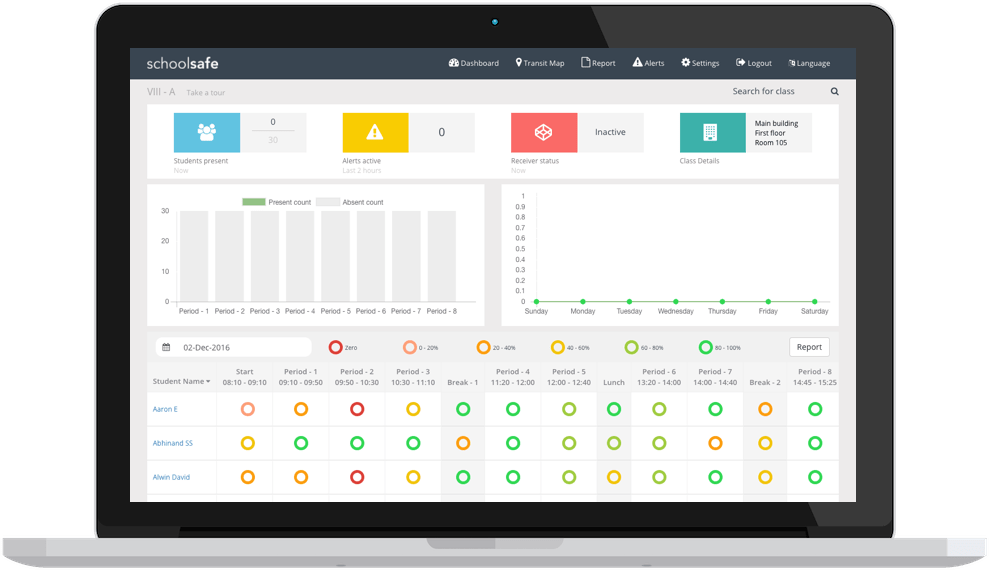 schoolsafe
Dashboard Transit Map Report Alerts Settings Logout Language
VIII - A Take a tour Search for class
0
30
Students present
Now
0
Alerts active
Last 2 hours
Inactive
Receiver status
Now
Main building
First floor
Room 105
Class Details
Present count Absent count
30
20
10
0
Period - 1 Period - 2 Period - 3 Period - 4 Period - 5 Period - 6 Period - 7 Period - 8
1
0.9
0.8
0.7
0.6
0.5
0.4
0.3
0.2
0.1
0
Sunday Monday Tuesday Wednesday Thursday Friday Saturday
02-Dec-2016 Zero 0 - 20% 20 - 40% 40 - 60% 60 - 80% 80 - 100% Report
Student Name
Start
08:10 - 09:10
Period - 1
09:10 - 09:50
Period - 2
09:50 - 10:30
Period - 3
10:30 - 11:10
Break - 1
Period - 4
11:20 - 12:00
Period - 5
12:00 - 12:40
Lunch
Period - 6
13:20 - 14:00
Period - 7
14:00 - 14:40
Break - 2
Period - 8
14:45 - 15:25
Aaron E
Abhinand SS
Alwin David